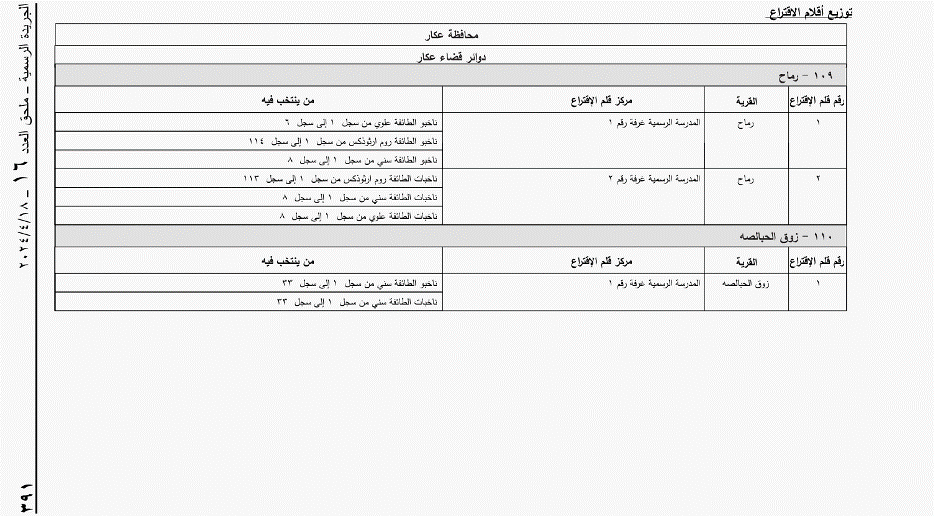 توزيع أقلام الاقتراع
محافظة عكار
دوائر قضاء عكار
١٠٩ - رماح
رقم قلم الإقتراع القرية مركز قلم الإقتراع من ينتخب فيه
١ رماح المدرسة الرسمية غرفة رقم ١ ناخبو الطائفة علوي من سجل ١ إلى سجل ٦
ناخبو الطائفة روم ارثوذكس من سجل ١ إلى سجل ١١٤
ناخبو الطائفة سني من سجل ١ إلى سجل ٨
٢ رماح المدرسة الرسمية غرفة رقم ٢ ناخبات الطائفة روم ارثوذكس من سجل ١ إلى سجل ١١٣
ناخبات الطائفة سني من سجل ١ إلى سجل ٨
ناخبات الطائفة علوي من سجل ١ إلى سجل ٨
١١٠ - زوق الحبالصه
رقم قلم الإقتراع القرية مركز قلم الإقتراع من ينتخب فيه
١ زوق الحبالصه المدرسة الرسمية غرفة رقم ١ ناخبو الطائفة سني من سجل ١ إلى سجل ٣٣
ناخبات الطائفة سني من سجل ١ إلى سجل ٣٣
الجريدة الرسمية – ملحق العدد ١٦ – ٢٠٢٤/٤/١٨
٣٩١